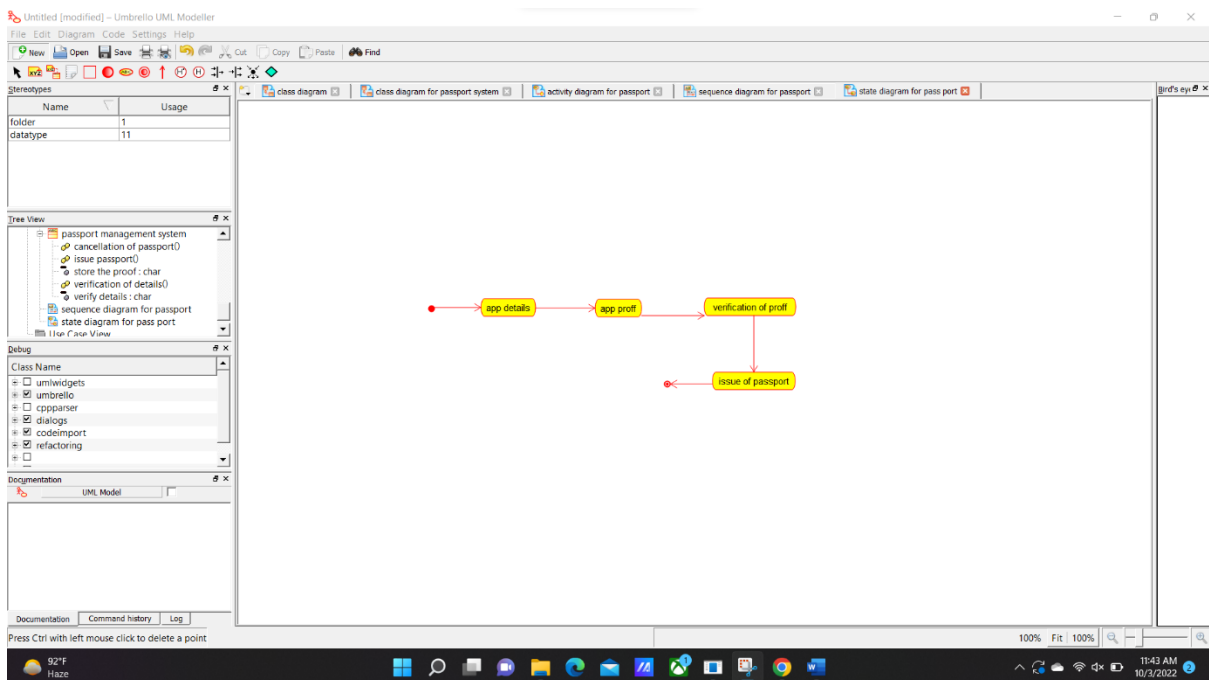 Untitled [modified] – Umbrello UML Modeller
File Edit Diagram Code Settings Help
New Open Save Cut Copy Paste Find
Stereotypes
Name Usage
folder 1
datatype 11
class diagram class diagram for passport system activity diagram for passport sequence diagram for passport state diagram for pass port
Bird's eye
Tree View
passport management system
cancellation of passport()
issue passport()
store the proof : char
verification of details()
verify details : char
sequence diagram for passport
state diagram for pass port
Use Case View
app details app proff verification of proff
issue of passport
Debug
Class Name
umlwidgets
umbrello
cppparser
dialogs
codeimport
refactoring
Documentation
UML Model
Documentation Command history Log
Press Ctrl with left mouse click to delete a point
100% Fit 100%
92°F
Haze
11:43 AM
10/3/2022
2